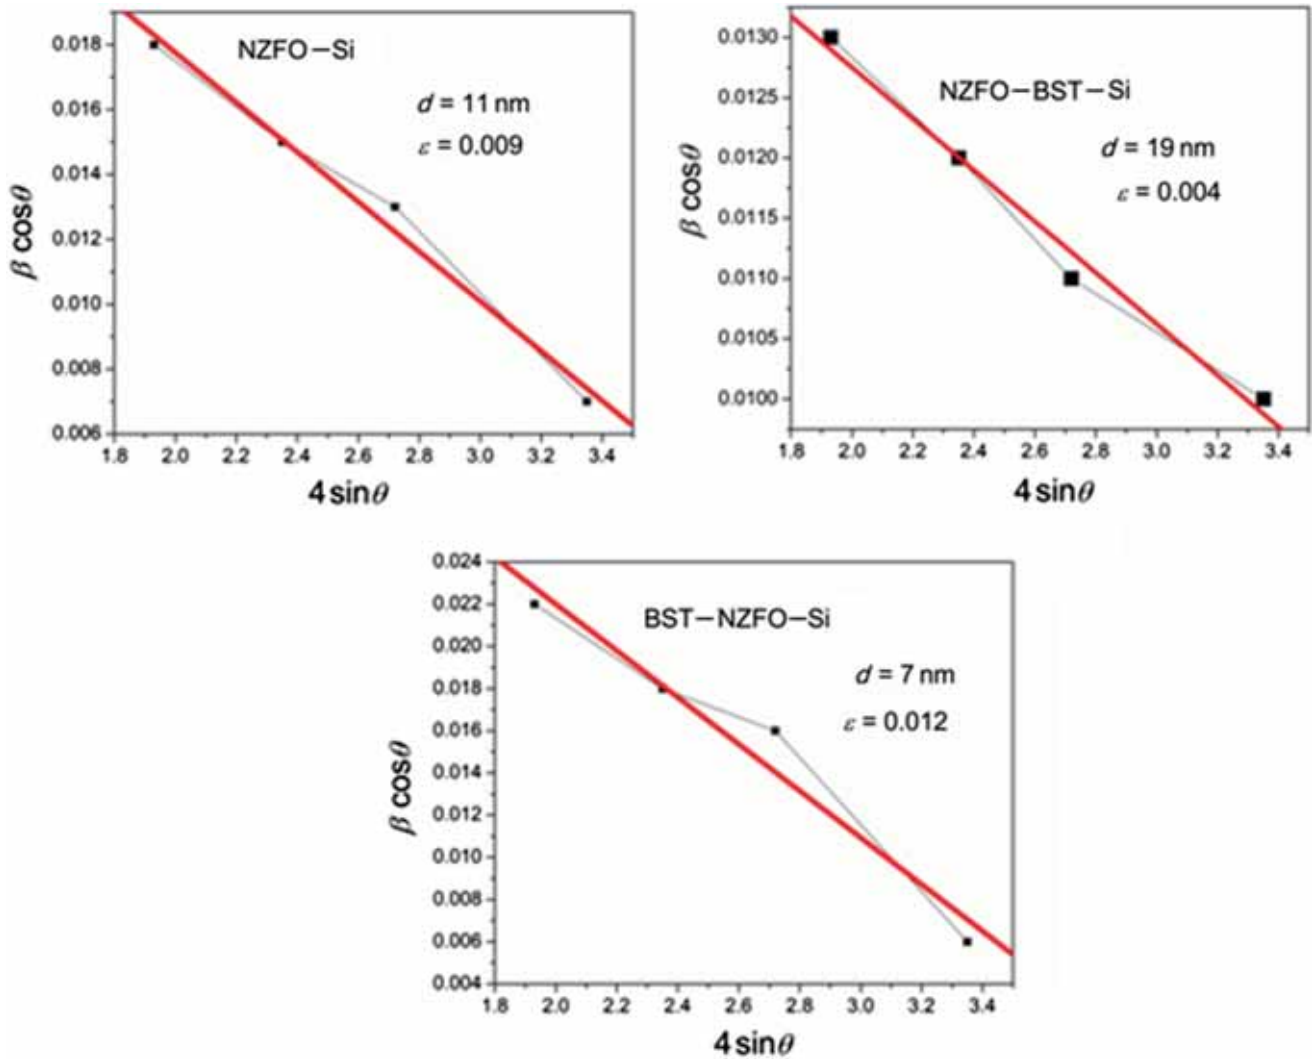 NZFO−Si
d = 11 nm
ε = 0.009
β cosθ
0.018
0.016
0.014
0.012
0.010
0.008
0.006
1.8 2.0 2.2 2.4 2.6 2.8 3.0 3.2 3.4
4 sinθ
NZFO−BST−Si
d = 19 nm
ε = 0.004
β cosθ
0.0130
0.0125
0.0120
0.0115
0.0110
0.0105
0.0100
1.8 2.0 2.2 2.4 2.6 2.8 3.0 3.2 3.4
4 sinθ
BST−NZFO−Si
d = 7 nm
ε = 0.012
β cosθ
0.024
0.022
0.020
0.018
0.016
0.014
0.012
0.010
0.008
0.006
0.004
1.8 2.0 2.2 2.4 2.6 2.8 3.0 3.2 3.4
4 sinθ